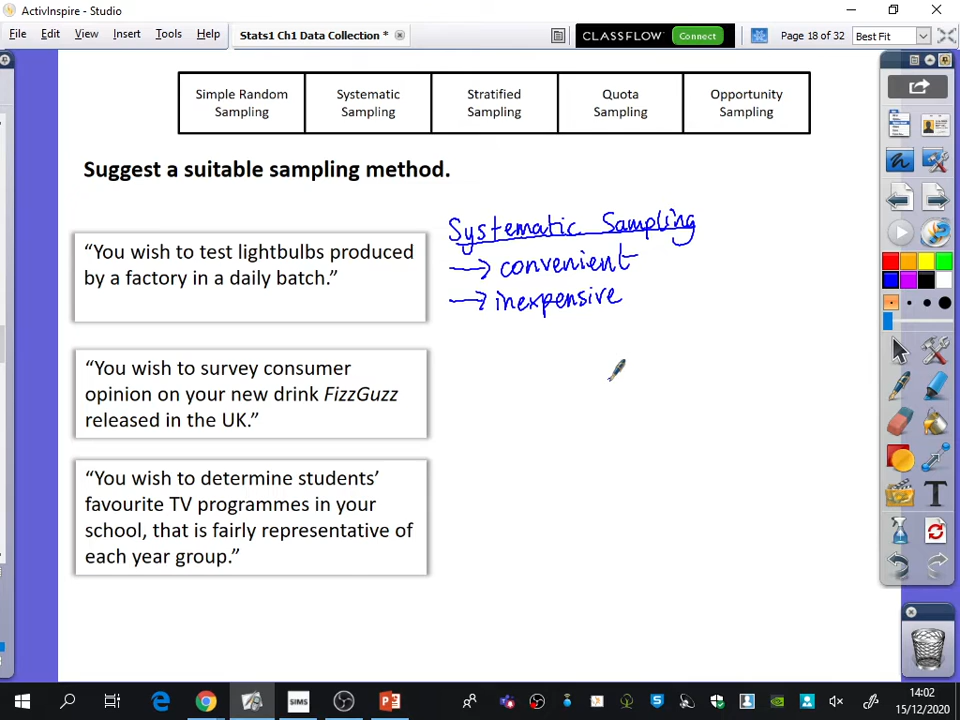 ActivInspire - Studio
File Edit View Insert Tools Help
Stats1 Ch1 Data Collection *
CLASSFLOW Connect
Page 18 of 32
Best Fit
Simple Random Sampling
Systematic Sampling
Stratified Sampling
Quota Sampling
Opportunity Sampling
Suggest a suitable sampling method.
“You wish to test lightbulbs produced
by a factory in a daily batch.”
Systematic Sampling
→ convenient
→ inexpensive
“You wish to survey consumer
opinion on your new drink FizzGuzz
released in the UK.”
“You wish to determine students’
favourite TV programmes in your
school, that is fairly representative of
each year group.”
SIMS
14:02
15/12/2020